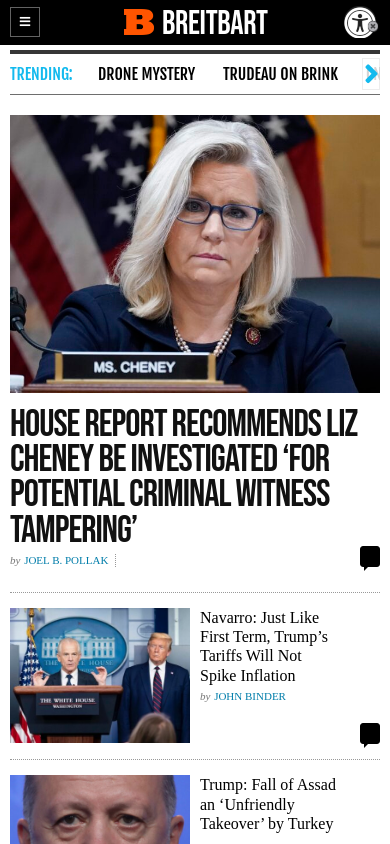 BREITBART
TRENDING: DRONE MYSTERY TRUDEAU ON BRINK
MS. CHENEY
HOUSE REPORT RECOMMENDS LIZ
CHENEY BE INVESTIGATED ‘FOR
POTENTIAL CRIMINAL WITNESS
TAMPERING’
by JOEL B. POLLAK
THE WHITE HOUSE
WASHINGTON
Navarro: Just Like
First Term, Trump’s
Tariffs Will Not
Spike Inflation
by JOHN BINDER
Trump: Fall of Assad
an ‘Unfriendly
Takeover’ by Turkey